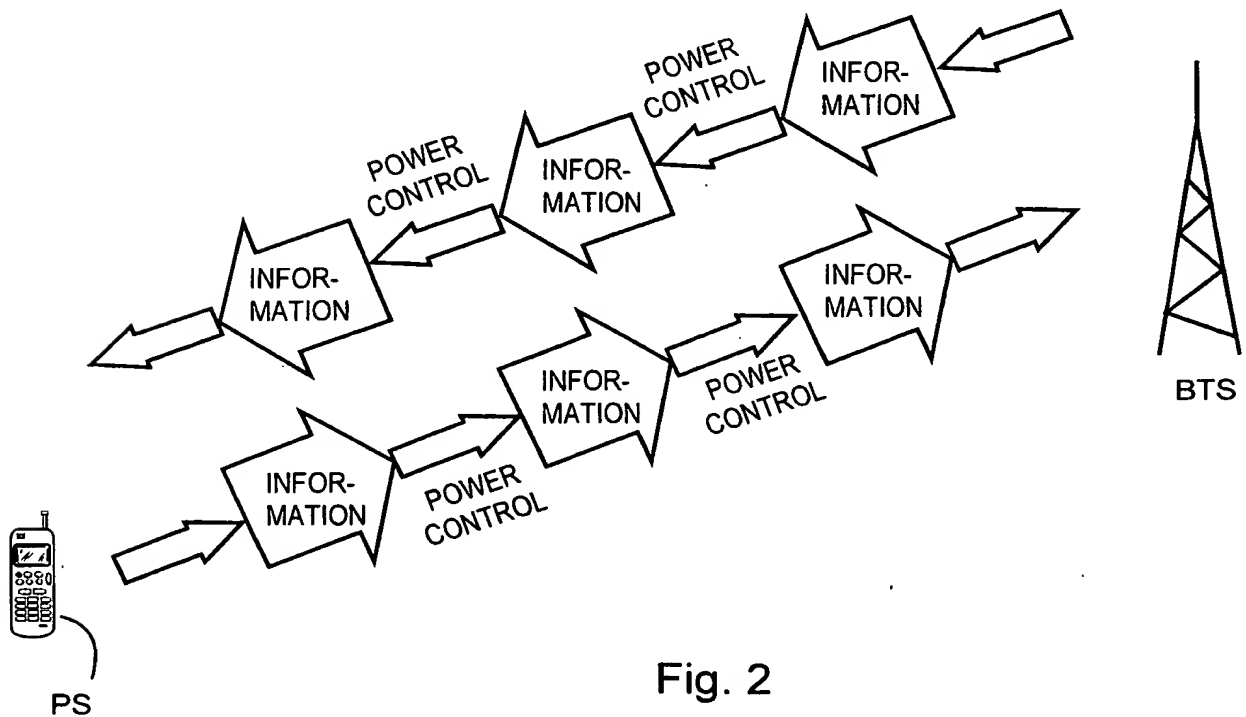 POWER
CONTROL
INFOR-
MATION
POWER
CONTROL
INFOR-
MATION
INFOR-
MATION
INFOR-
MATION
POWER
CONTROL
INFOR-
MATION
POWER
CONTROL
INFOR-
MATION
BTS
PS
Fig. 2